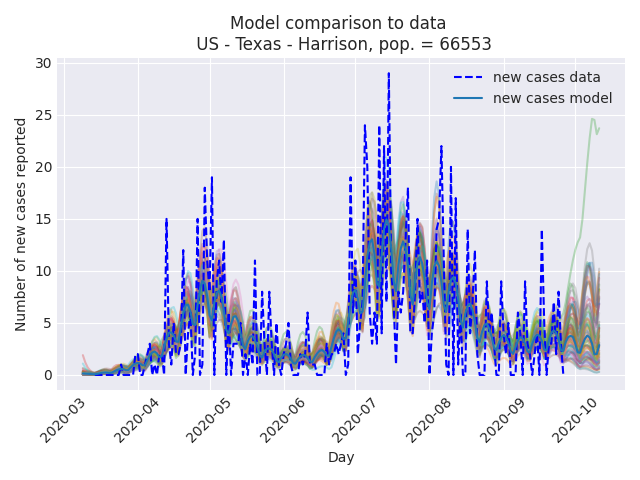 Model comparison to data
US - Texas - Harrison, pop. = 66553
new cases data
new cases model
Number of new cases reported
30
25
20
15
10
5
0
2020-03
2020-04
2020-05
2020-06
2020-07
2020-08
2020-09
2020-10
Day